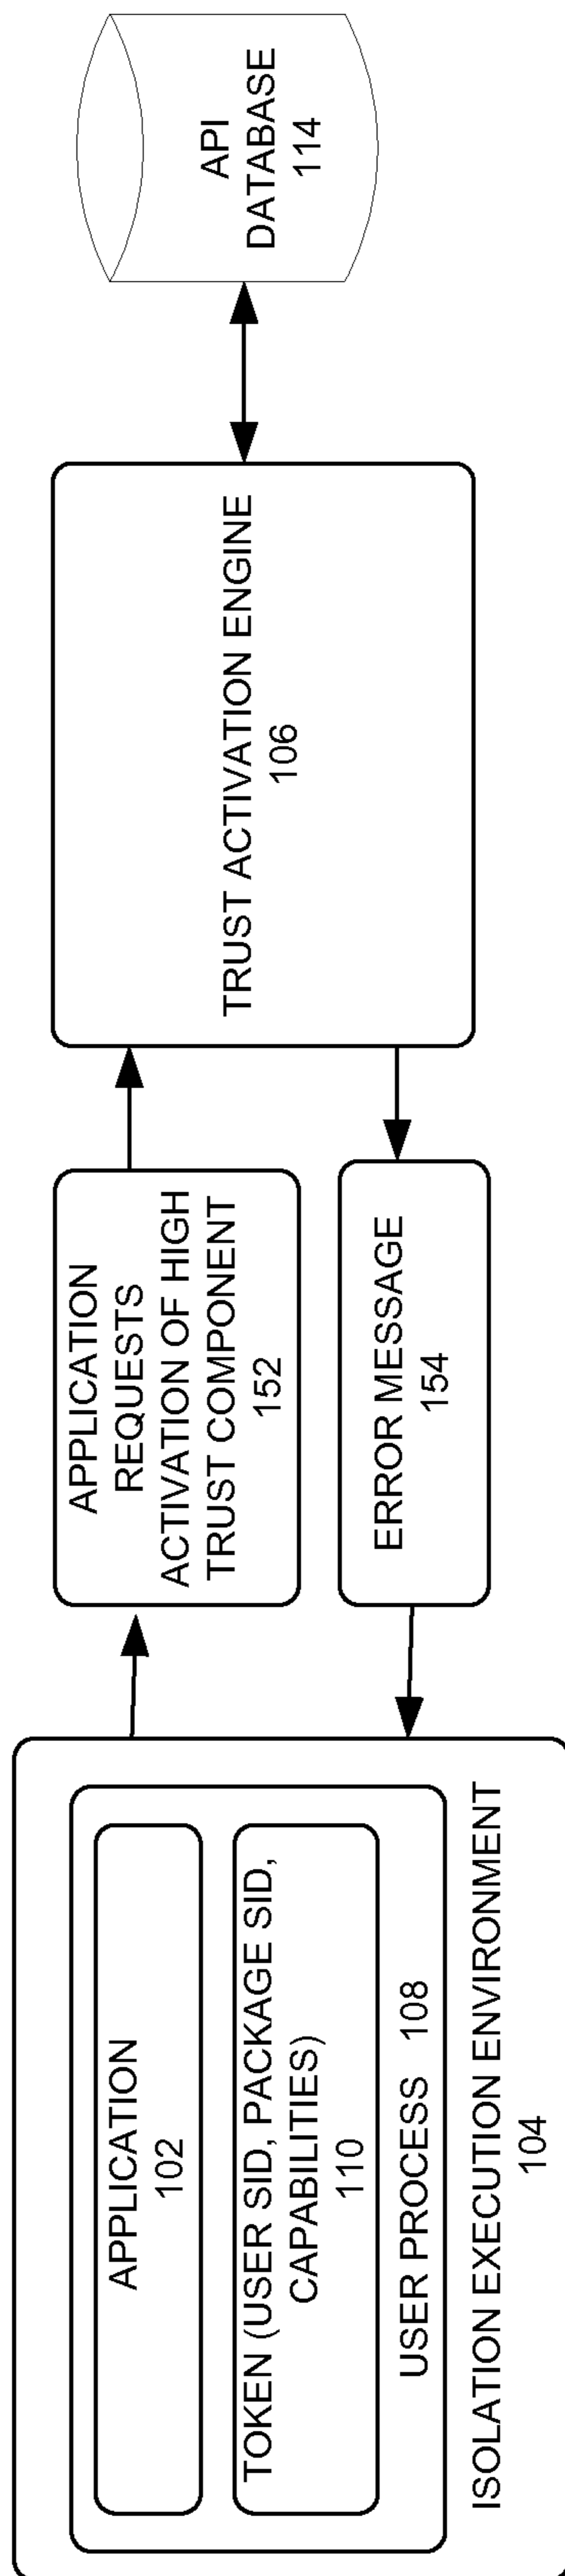 APPLICATION
102
TOKEN (USER SID, PACKAGE SID,
CAPABILITIES)
110
USER PROCESS 108
ISOLATION EXECUTION ENVIRONMENT
104
APPLICATION
REQUESTS
ACTIVATION OF HIGH
TRUST COMPONENT
152
ERROR MESSAGE
154
TRUST ACTIVATION ENGINE
106
API
DATABASE
114